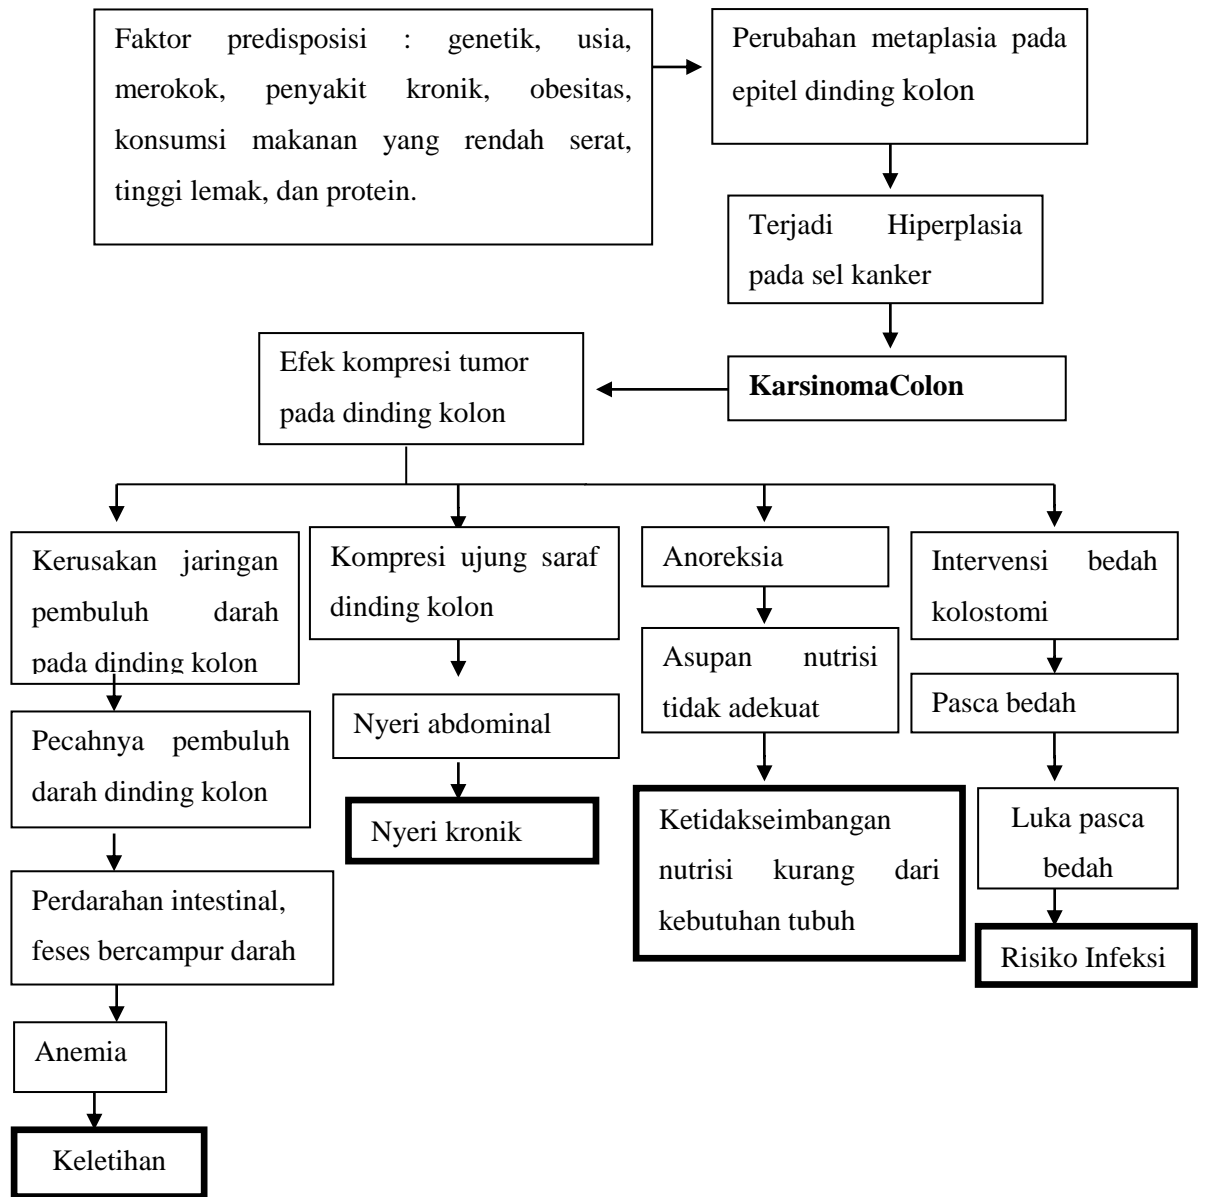 Faktor predisposisi : genetik, usia,
merokok, penyakit kronik, obesitas,
konsumsi makanan yang rendah serat,
tinggi lemak, dan protein.
Perubahan metaplasia pada
epitel dinding kolon
Terjadi Hiperplasia
pada sel kanker
KarsinomaColon
Efek kompresi tumor
pada dinding kolon
Kerusakan jaringan
pembuluh darah
pada dinding kolon
Pecahnya pembuluh
darah dinding kolon
Perdarahan intestinal,
feses bercampur darah
Anemia
Keletihan
Kompresi ujung saraf
dinding kolon
Nyeri abdominal
Nyeri kronik
Anoreksia
Asupan nutrisi
tidak adekuat
Ketidakseimbangan
nutrisi kurang dari
kebutuhan tubuh
Intervensi bedah
kolostomi
Pasca bedah
Luka pasca
bedah
Risiko Infeksi